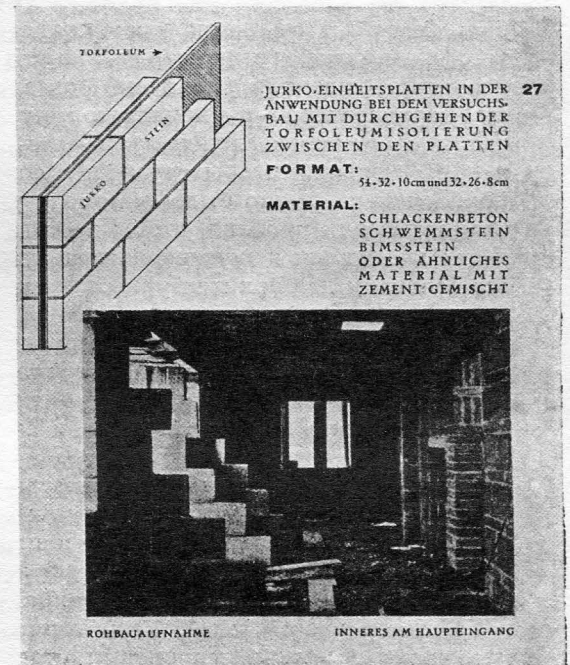 TORFOLEUM
JURKO-EINHEITSPLATTEN IN DER 27
ANWENDUNG BEI DEM VERSUCHS-
BAU MIT DURCHGEHENDER
TORFOLEUMISOLIERUNG
ZWISCHEN DEN PLATTEN
FORMAT:
54·32·10cm und 32·26·8cm
MATERIAL:
SCHLACKENBETON
SCHWEMMSTEIN
BIMSSTEIN
ODER ÄHNLICHES
MATERIAL MIT
ZEMENT GEMISCHT
JURKO STEIN
ROHBAUAUFNAHME
INNERES AM HAUPTEINGANG